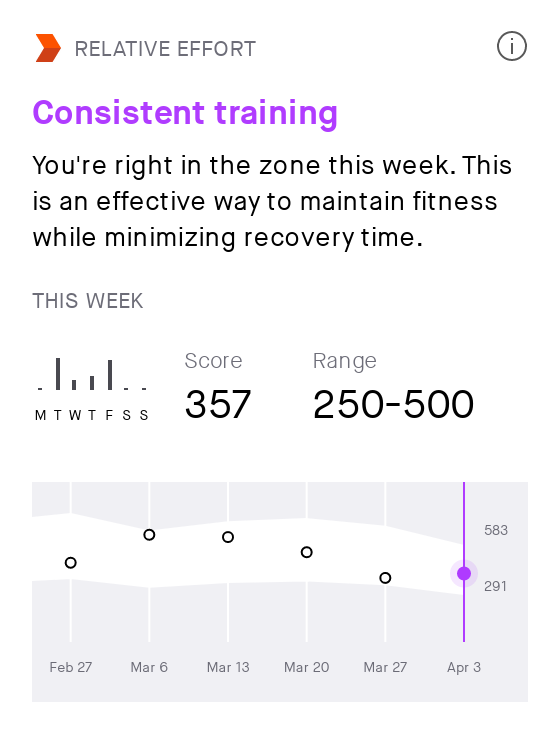 RELATIVE EFFORT
Consistent training
You're right in the zone this week. This
is an effective way to maintain fitness
while minimizing recovery time.
THIS WEEK
Score
Range
M T W T F S S
357
250-500
583
291
Feb 27
Mar 6
Mar 13
Mar 20
Mar 27
Apr 3